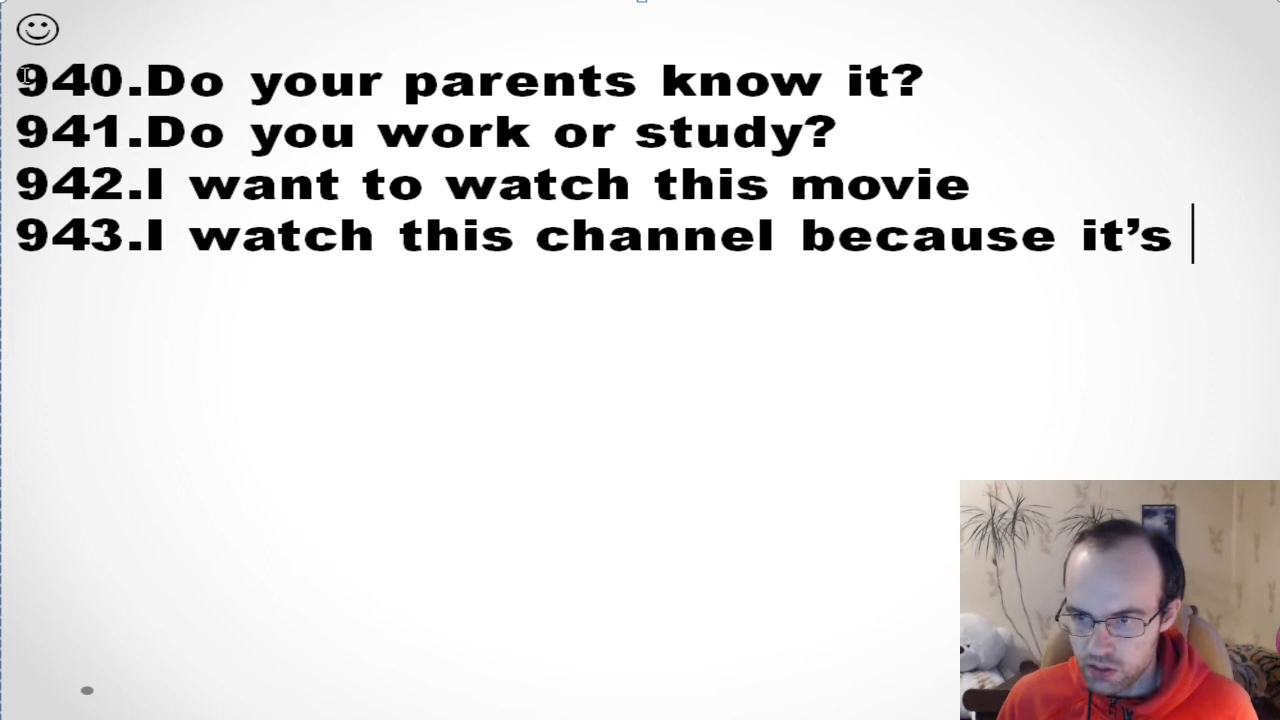 940.Do your parents know it?
941.Do you work or study?
942.I want to watch this movie
943.I watch this channel because it’s